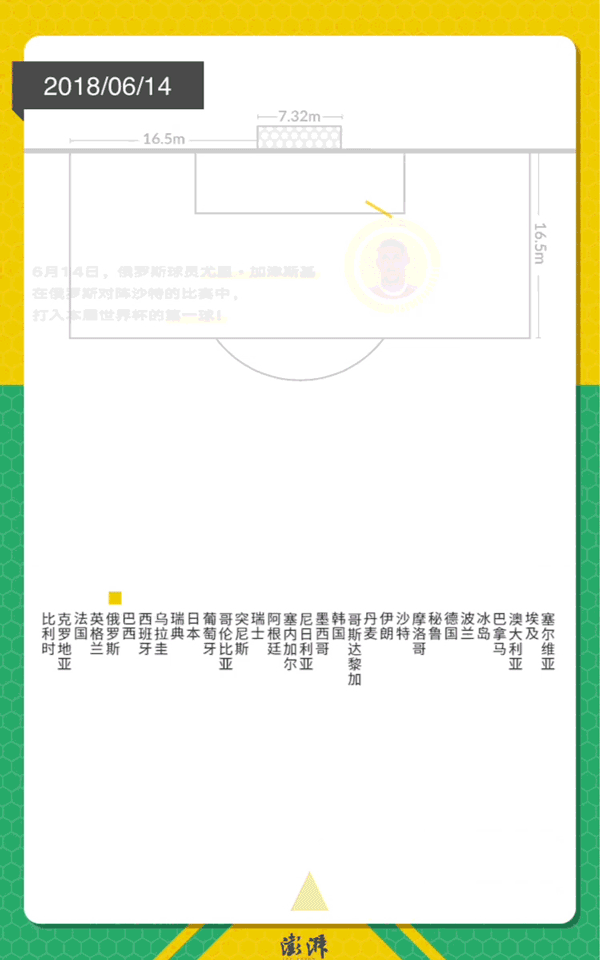 2018/06/14
7.32m
16.5m
16.5m
6月14日，俄罗斯球员尤里·加津斯基
在俄罗斯对阵沙特的比赛中，
打入本届世界杯的第一球！
比利时
克罗地亚
法国
英格兰
俄罗斯
巴西
西班牙
乌拉圭
瑞典
日本
葡萄牙
哥伦比亚
突尼斯
瑞士
阿根廷
塞内加尔
尼日利亚
墨西哥
韩国
哥斯达黎加
丹麦
伊朗
沙特
摩洛哥
秘鲁
德国
波兰
冰岛
巴拿马
澳大利亚
埃及
塞尔维亚
澎湃